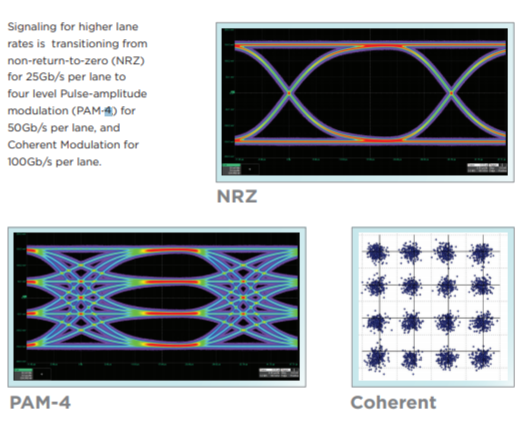 Signaling for higher lane
rates is transitioning from
non-return-to-zero (NRZ)
for 25Gb/s per lane to
four level Pulse-amplitude
modulation (PAM-4) for
50Gb/s per lane, and
Coherent Modulation for
100Gb/s per lane.
NRZ
PAM-4
Coherent